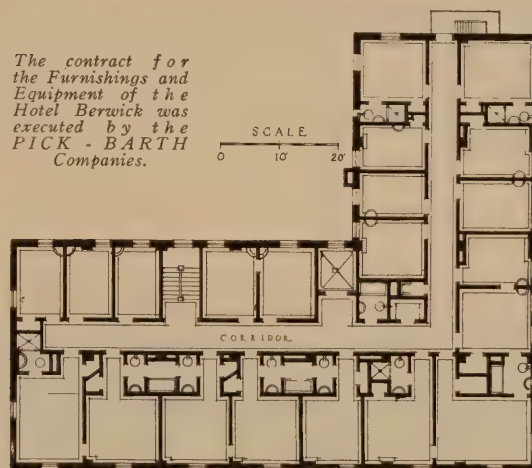 The contract for
the Furnishings and
Equipment of the
Hotel Berwick was
executed by the
PICK - BARTH
Companies.
SCALE
0 10' 20'
CORRIDOR